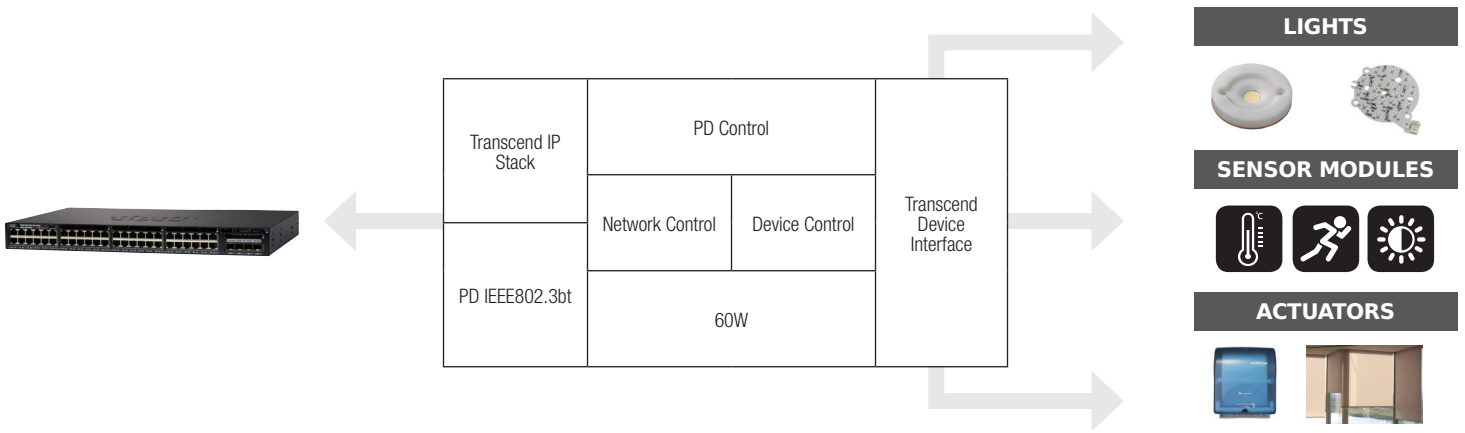 Transcend IP
Stack
PD IEEE802.3bt
PD Control
Network Control
Device Control
60W
Transcend
Device
Interface
LIGHTS
SENSOR MODULES
°C
ACTUATORS